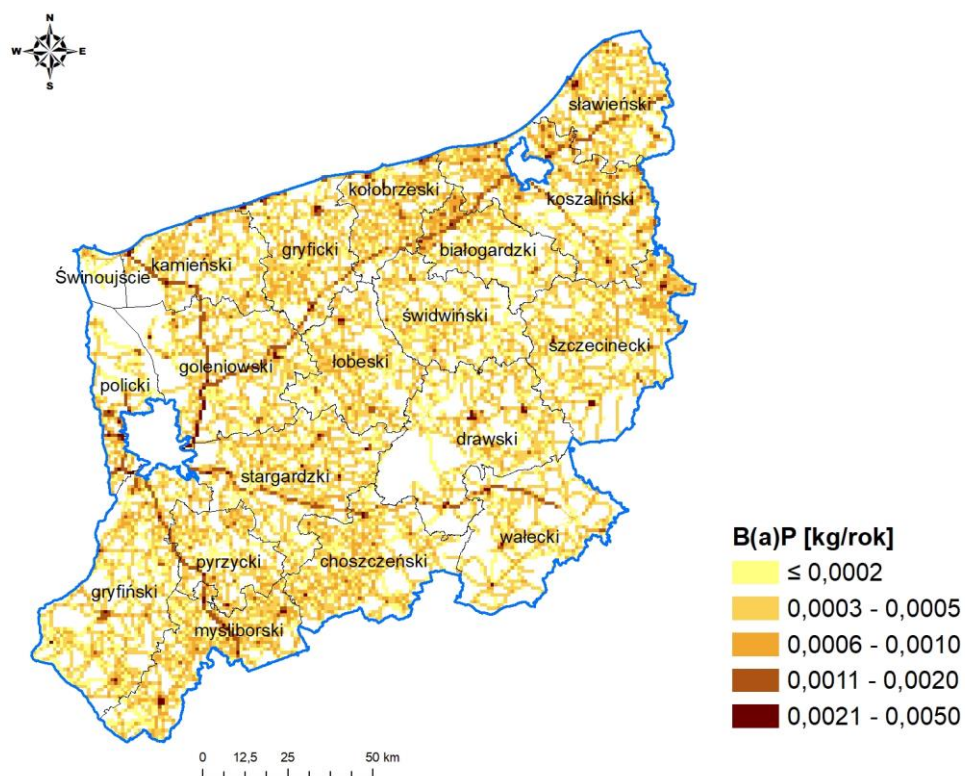 N
W E
S
sławieński
kołobrzeski
koszaliński
gryficki
białogardzki
kamieński
Świnoujście
świdwiński
szczecinecki
goleniowski
łobeski
policki
drawski
stargardzki
wałecki
pyrzycki
choszczeński
gryfiński
myśliborski
B(a)P [kg/rok]
≤ 0,0002
0,0003 - 0,0005
0,0006 - 0,0010
0,0011 - 0,0020
0,0021 - 0,0050
0 12,5 25 50 km